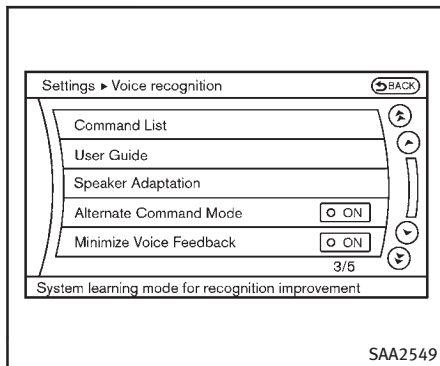 Settings ▸ Voice recognition
BACK
Command List
User Guide
Speaker Adaptation
Alternate Command Mode
ON
Minimize Voice Feedback
ON
3/5
System learning mode for recognition improvement
SAA2549